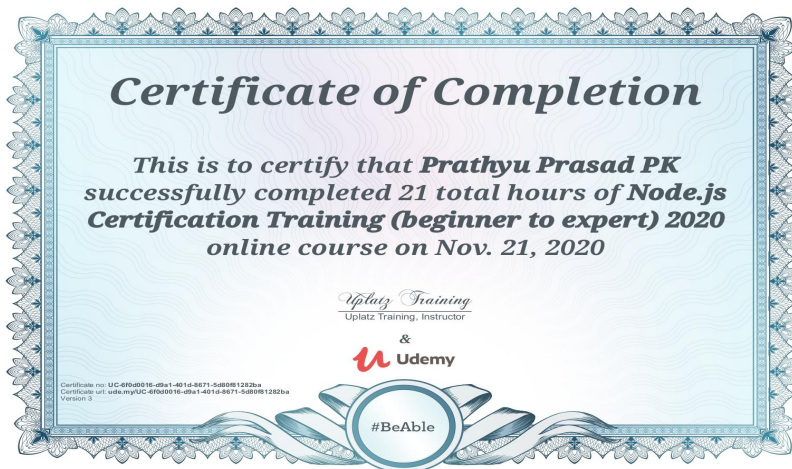 Certificate of Completion
This is to certify that Prathyu Prasad PK
successfully completed 21 total hours of Node.js
Certification Training (beginner to expert) 2020
online course on Nov. 21, 2020
Uplatz Training
Uplatz Training, Instructor
&
Udemy
Certificate no: UC-6f0d0016-d9a1-401d-8671-5d80f81282ba
Certificate url: ude.my/UC-6f0d0016-d9a1-401d-8671-5d80f81282ba
Version 3
#BeAble